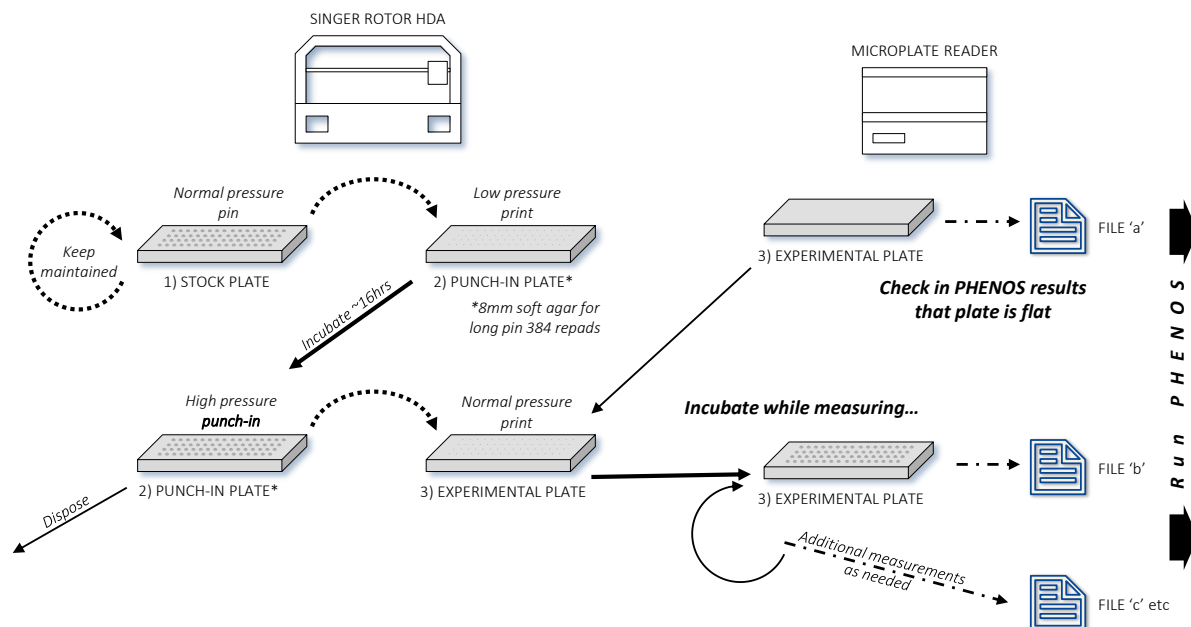 SINGER ROTOR HDA
MICROPLATE READER
Normal pressure
pin
Low pressure
print
Keep
maintained
1) STOCK PLATE
2) PUNCH-IN PLATE*
*8mm soft agar for
long pin 384 repads
3) EXPERIMENTAL PLATE
FILE 'a'
Check in PHENOS results
that plate is flat
Incubate ~16hrs
High pressure
punch-in
Normal pressure
print
Incubate while measuring...
2) PUNCH-IN PLATE*
3) EXPERIMENTAL PLATE
3) EXPERIMENTAL PLATE
FILE 'b'
Dispose
Additional measurements
as needed
FILE 'c' etc
Run PHENOS